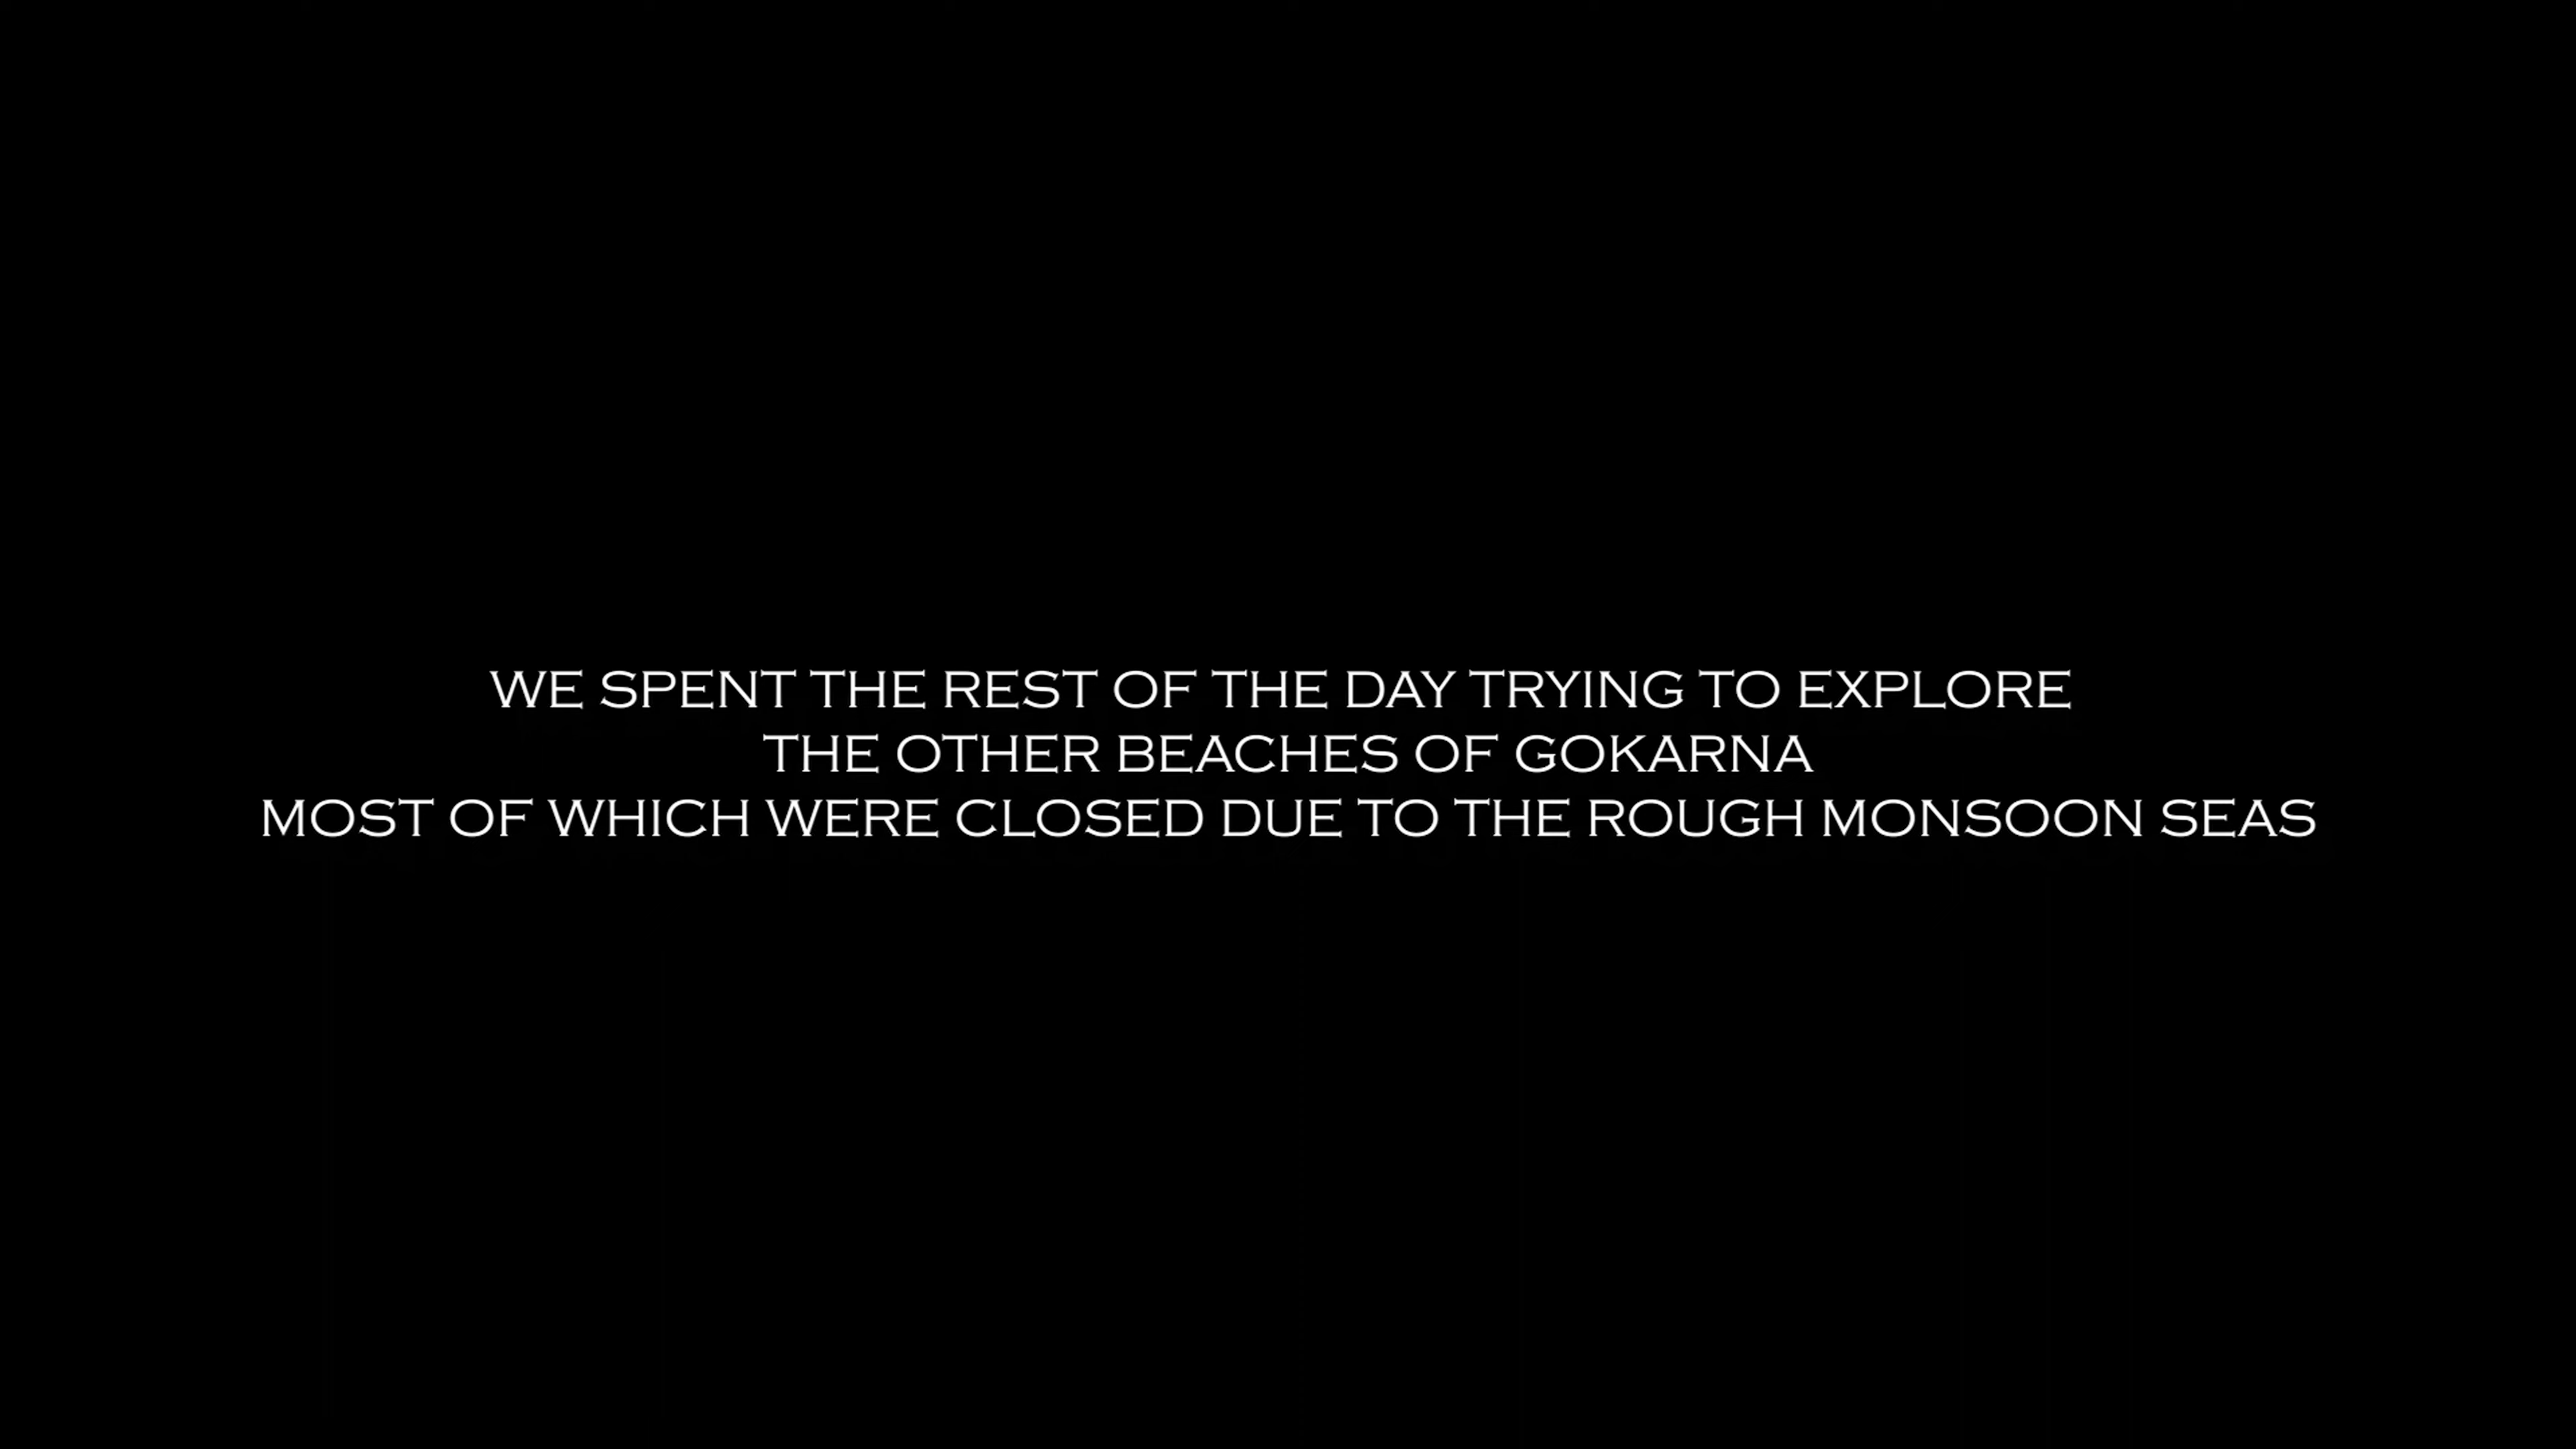 WE SPENT THE REST OF THE DAY TRYING TO EXPLORE
THE OTHER BEACHES OF GOKARNA
MOST OF WHICH WERE CLOSED DUE TO THE ROUGH MONSOON SEAS